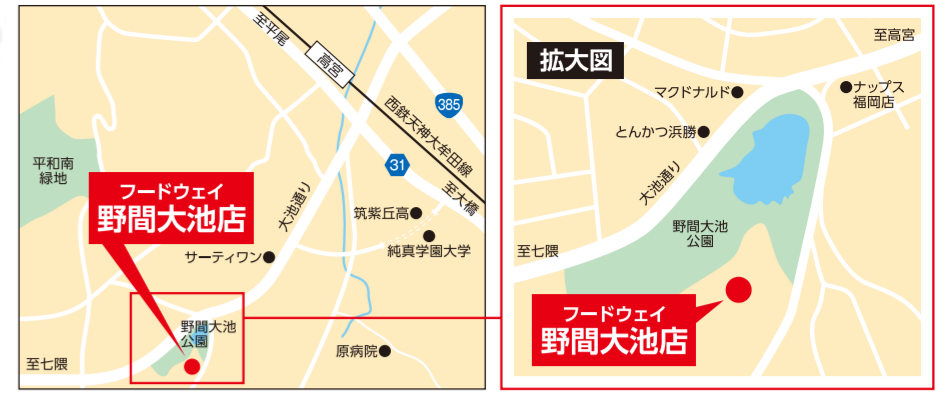 至平尾
高宮
西鉄天神大牟田線
385
31
至大橋
平和南
緑地
フードウェイ
野間大池店
大池通り
筑紫丘高
純真学園大学
サーティワン
野間大池
公園
原病院
至七隈
拡大図
至高宮
マクドナルド
ナップス
福岡店
とんかつ浜勝
大池通り
野間大池
公園
至七隈
フードウェイ
野間大池店